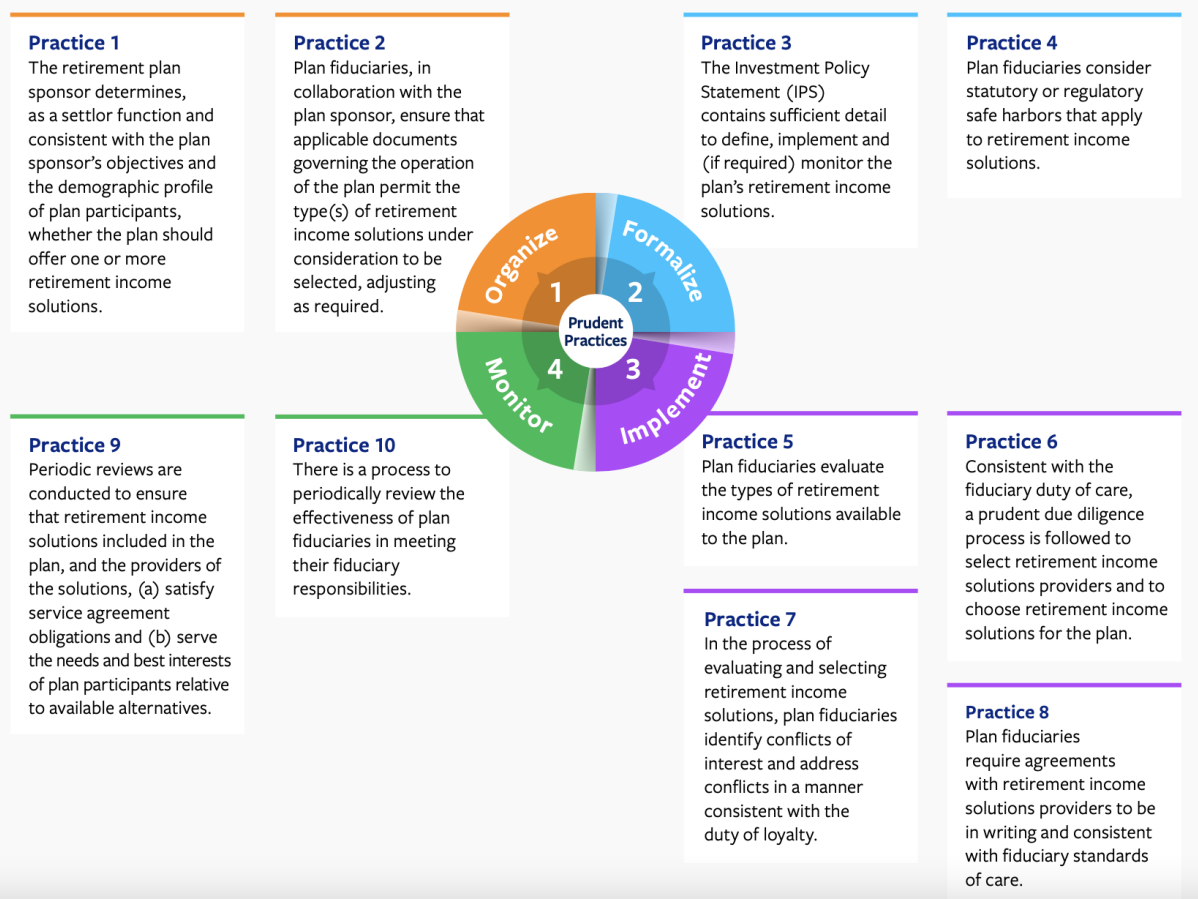 Practice 1
The retirement plan
sponsor determines,
as a settlor function and
consistent with the plan
sponsor's objectives and
the demographic profile
of plan participants,
whether the plan should
offer one or more
retirement income
solutions.
Practice 2
Plan fiduciaries, in
collaboration with the
plan sponsor, ensure that
applicable documents
governing the operation
of the plan permit the
type(s) of retirement
income solutions under
consideration to be
selected, adjusting
as required.
Practice 3
The Investment Policy
Statement (IPS)
contains sufficient detail
to define, implement and
(if required) monitor the
plan's retirement income
solutions.
Practice 4
Plan fiduciaries consider
statutory or regulatory
safe harbors that apply
to retirement income
solutions.
Organize
Formalize
1
2
Prudent
Practices
4
3
Monitor
Implement
Practice 5
Plan fiduciaries evaluate
the types of retirement
income solutions available
to the plan.
Practice 6
Consistent with the
fiduciary duty of care,
a prudent due diligence
process is followed to
select retirement income
solutions providers and to
choose retirement income
solutions for the plan.
Practice 7
In the process of
evaluating and selecting
retirement income
solutions, plan fiduciaries
identify conflicts of
interest and address
conflicts in a manner
consistent with the
duty of loyalty.
Practice 8
Plan fiduciaries
require agreements
with retirement income
solutions providers to be
in writing and consistent
with fiduciary standards
of care.
Practice 9
Periodic reviews are
conducted to ensure
that retirement income
solutions included in the
plan, and the providers of
the solutions, (a) satisfy
service agreement
obligations and (b) serve
the needs and best interests
of plan participants relative
to available alternatives.
Practice 10
There is a process to
periodically review the
effectiveness of plan
fiduciaries in meeting
their fiduciary
responsibilities.